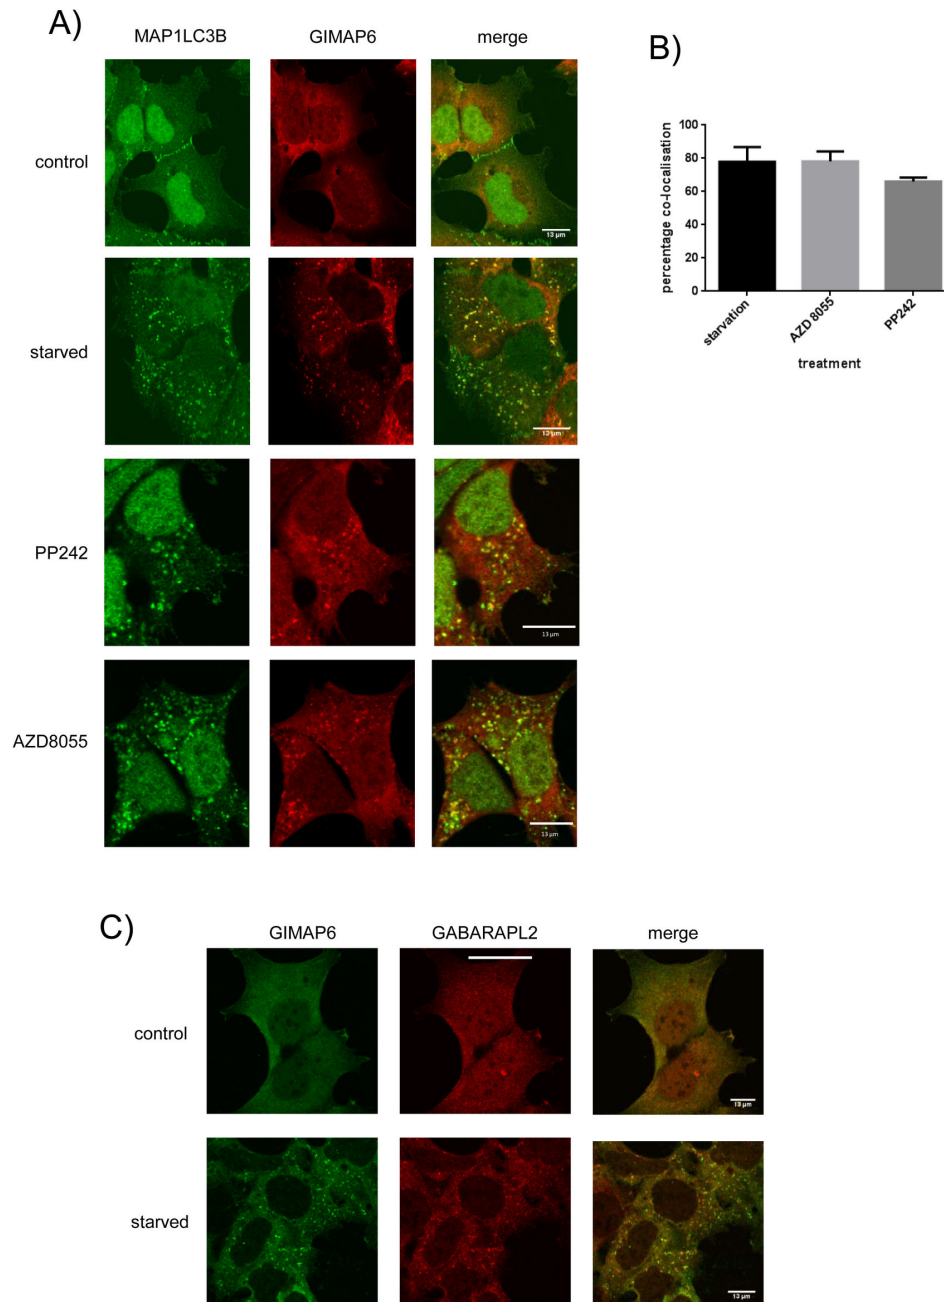 A)
MAP1LC3B GIMAP6 merge
control
13 µm
starved
13 µm
PP242
13 µm
AZD8055
13 µm
B)
percentage co-localisation
100
80
60
40
20
0
starvation
AZD 8055
PP242
treatment
C)
GIMAP6 GABARAPL2 merge
control
13 µm
starved
13 µm